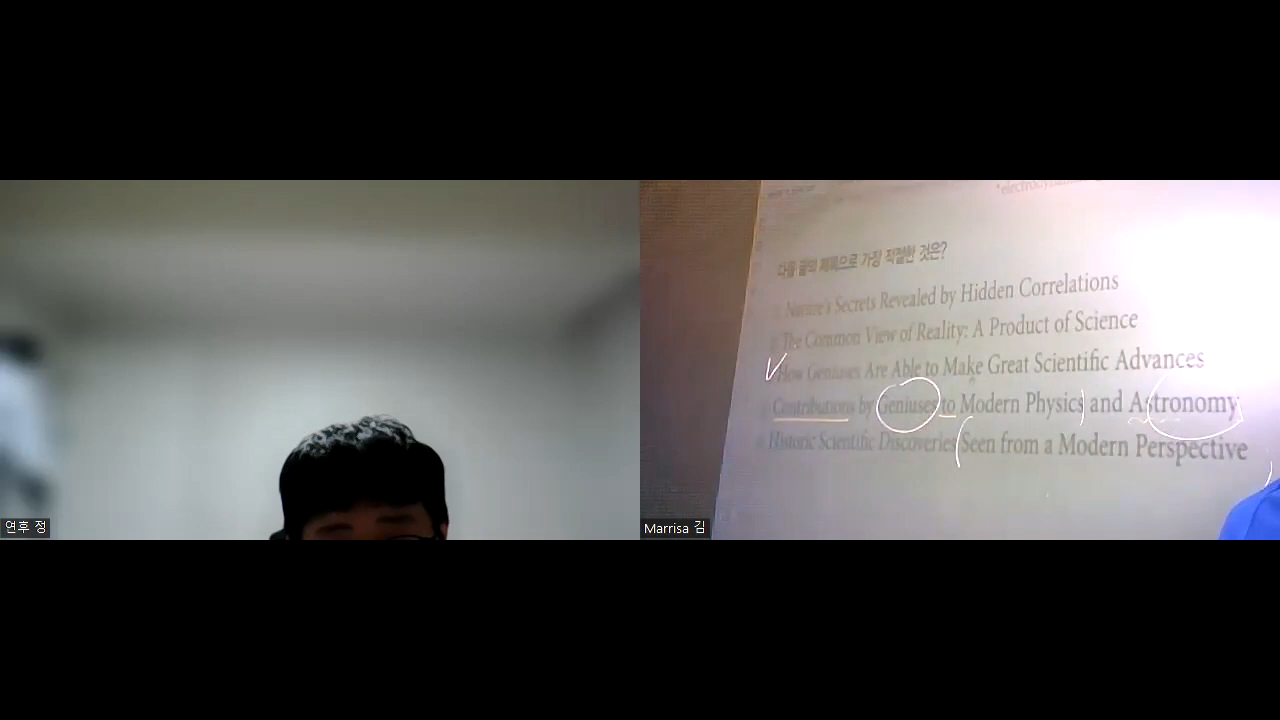 *electrodynamics
다음 글의 제목으로 가장 적절한 것은?
Nature's Secrets Revealed by Hidden Correlations
The Common View of Reality: A Product of Science
How Geniuses Are Able to Make Great Scientific Advances
Contributions by Geniuses to Modern Physics and Astronomy
Historic Scientific Discoveries Seen from a Modern Perspective
연후 정
Marrisa 김